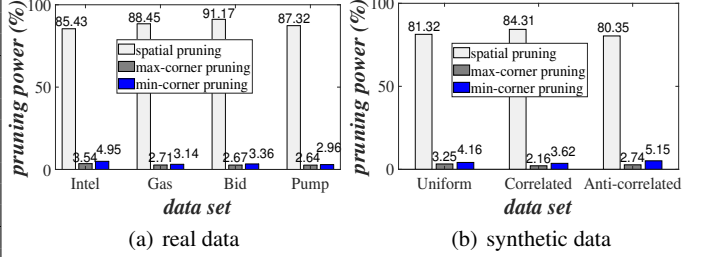 pruning power (%)
100
50
0
85.43
3.54
4.95
88.45
2.71
3.14
91.17
2.67
3.36
87.32
2.64
2.96
spatial pruning
max-corner pruning
min-corner pruning
Intel Gas Bid Pump
data set
(a) real data
pruning power (%)
100
50
0
81.32
3.25
4.16
84.31
2.16
3.62
80.35
2.74
5.15
spatial pruning
max-corner pruning
min-corner pruning
Uniform Correlated Anti-correlated
data set
(b) synthetic data